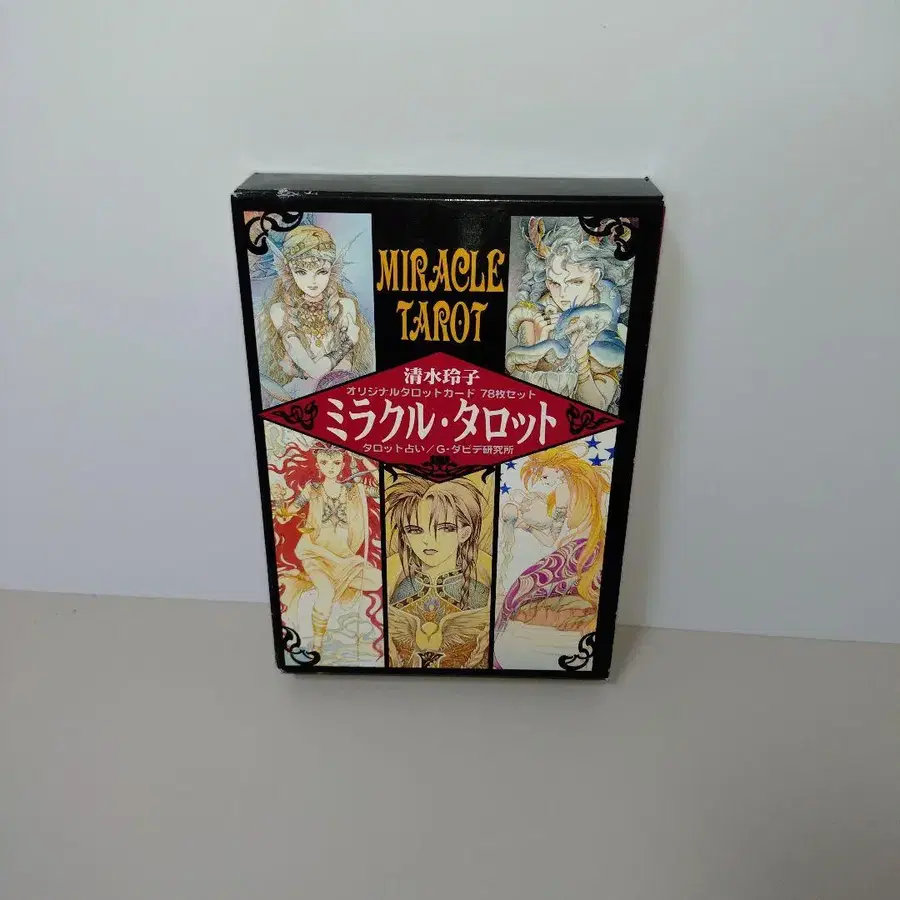 MIRACLE
TAROT
清水玲子
オリジナルタロットカード 78枚セット
ミラクル・タロット
タロット占い/G・ダビデ研究所